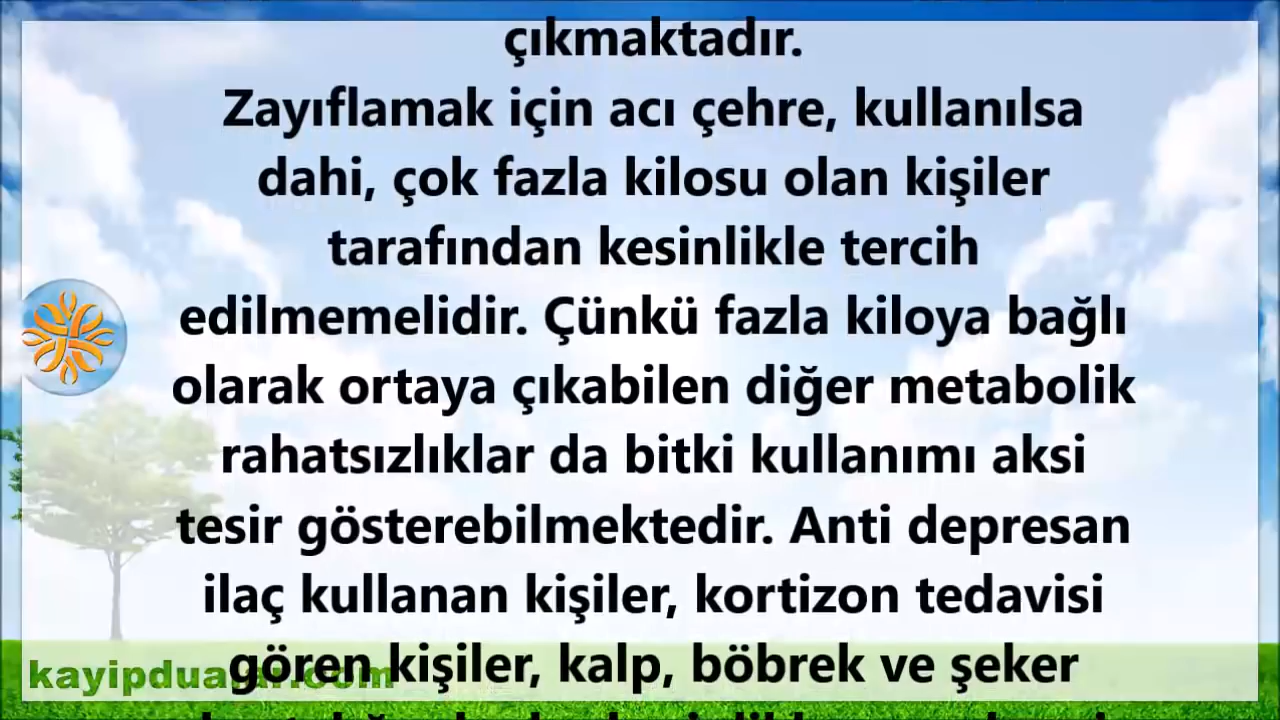 çıkmaktadır.
Zayıflamak için acı çehre, kullanılsa
dahi, çok fazla kilosu olan kişiler
tarafından kesinlikle tercih
edilmemelidir. Çünkü fazla kiloya bağlı
olarak ortaya çıkabilen diğer metabolik
rahatsızlıklar da bitki kullanımı aksi
tesir gösterebilmektedir. Anti depresan
ilaç kullanan kişiler, kortizon tedavisi
gören kişiler, kalp, böbrek ve şeker
kayipdualar.com